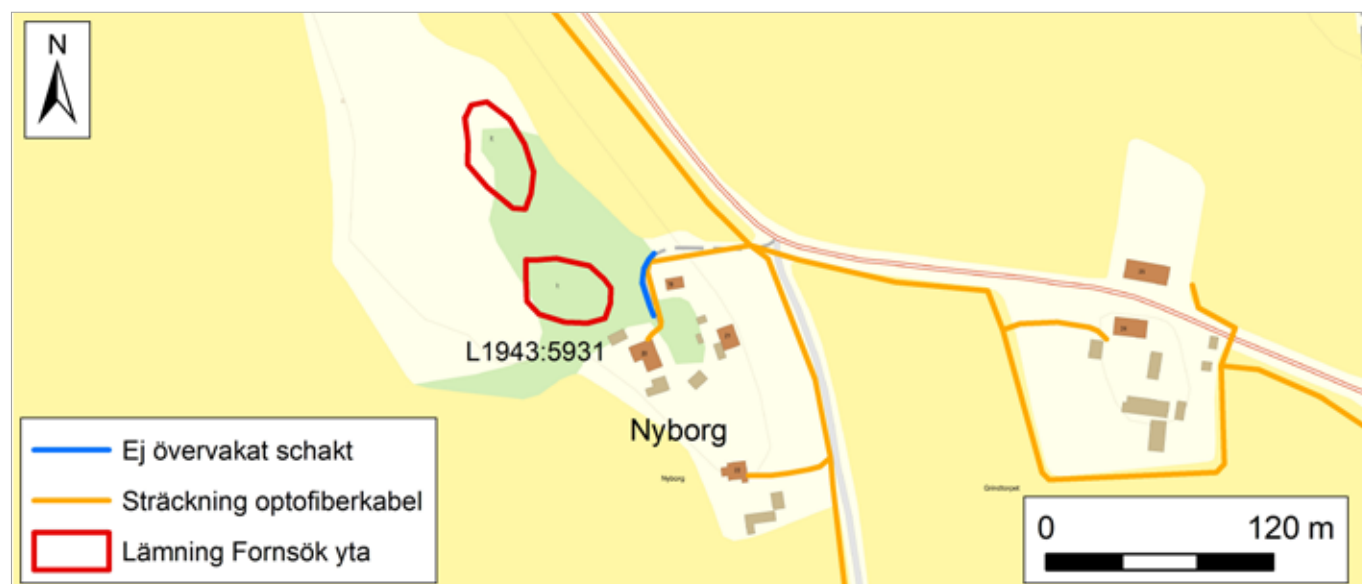 N
L1943:5931
Nyborg
Nyborg
Grindtorpet
Ej övervakat schakt
Sträckning optofiberkabel
Lämning Fornsök yta
0 120 m